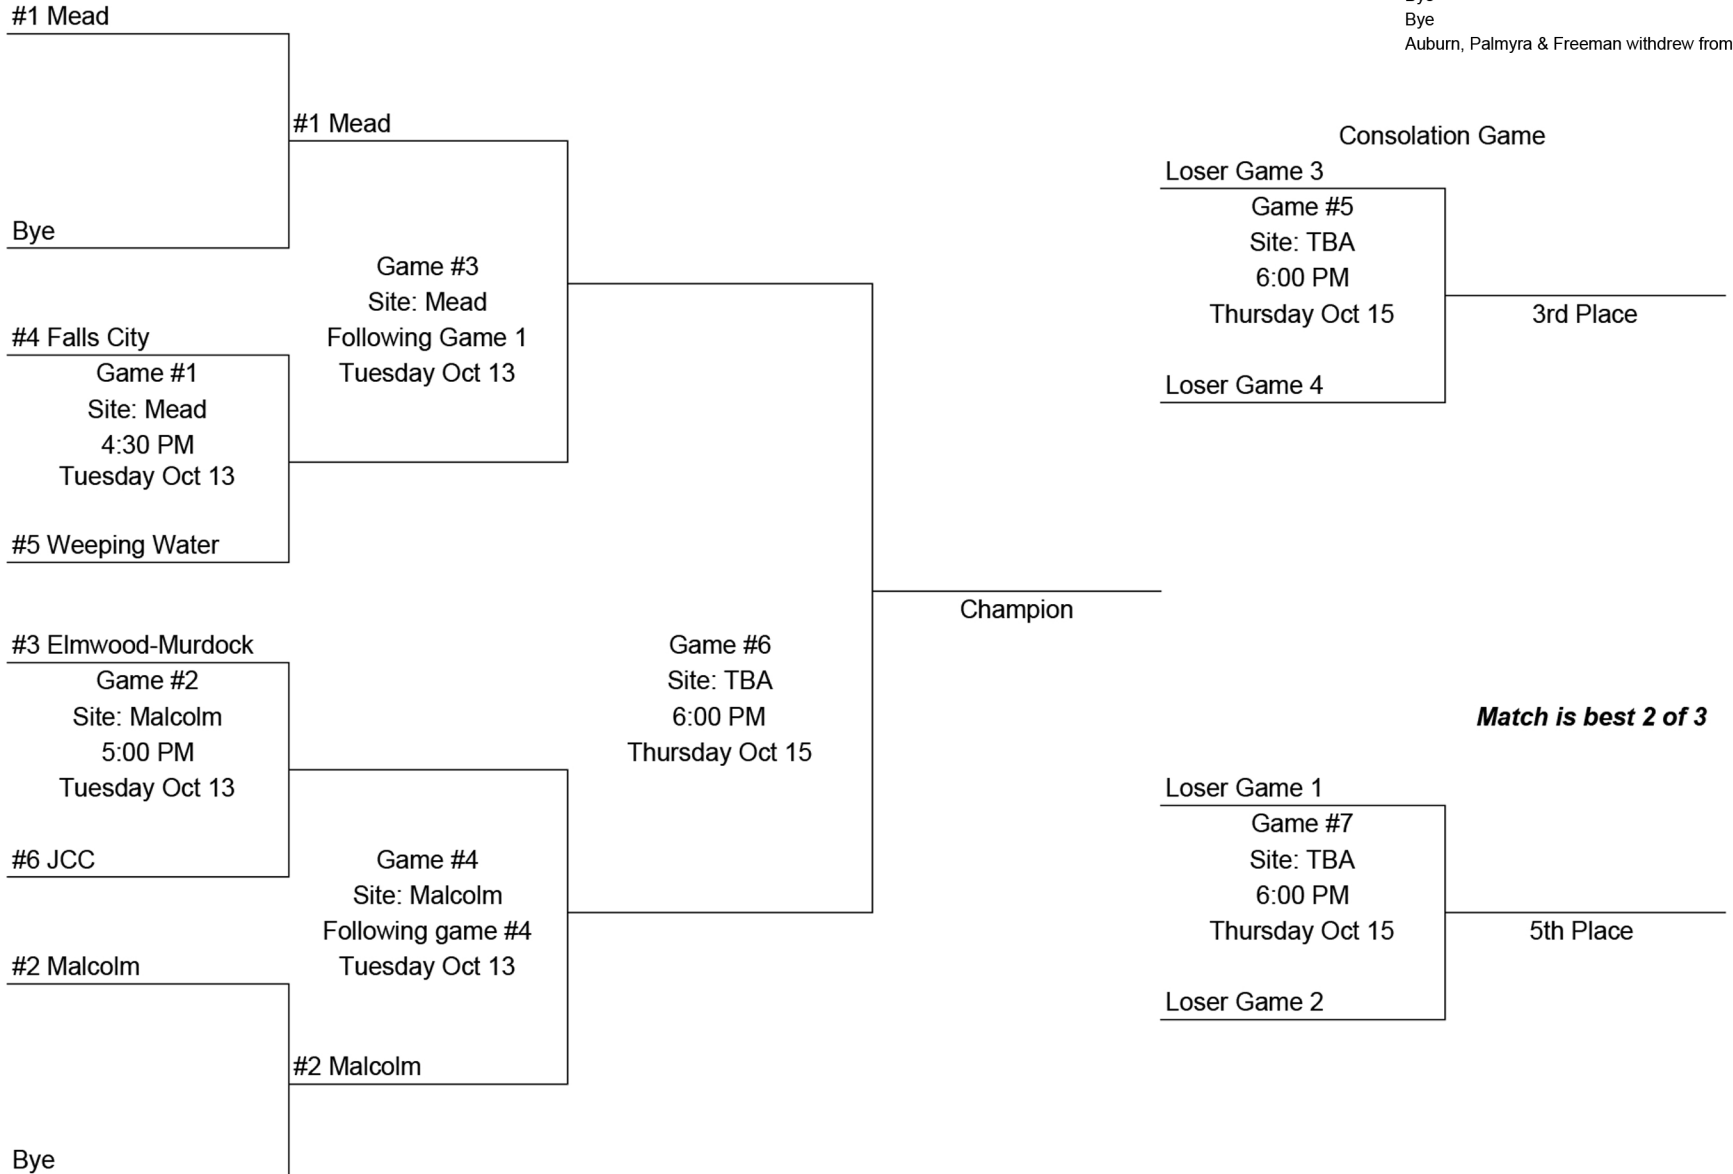 #1 Mead
Bye
Auburn, Palmyra & Freeman withdrew from
#1 Mead
Consolation Game
Loser Game 3
Game #5
Site: TBA
6:00 PM
Thursday Oct 15
3rd Place
Loser Game 4
Bye
Game #3
Site: Mead
Following Game 1
Tuesday Oct 13
#4 Falls City
Game #1
Site: Mead
4:30 PM
Tuesday Oct 13
#5 Weeping Water
Champion
#3 Elmwood-Murdock
Game #2
Site: Malcolm
5:00 PM
Tuesday Oct 13
#6 JCC
Game #6
Site: TBA
6:00 PM
Thursday Oct 15
Match is best 2 of 3
Loser Game 1
Game #7
Site: TBA
6:00 PM
Thursday Oct 15
5th Place
Loser Game 2
Game #4
Site: Malcolm
Following game #4
Tuesday Oct 13
#2 Malcolm
#2 Malcolm
Bye